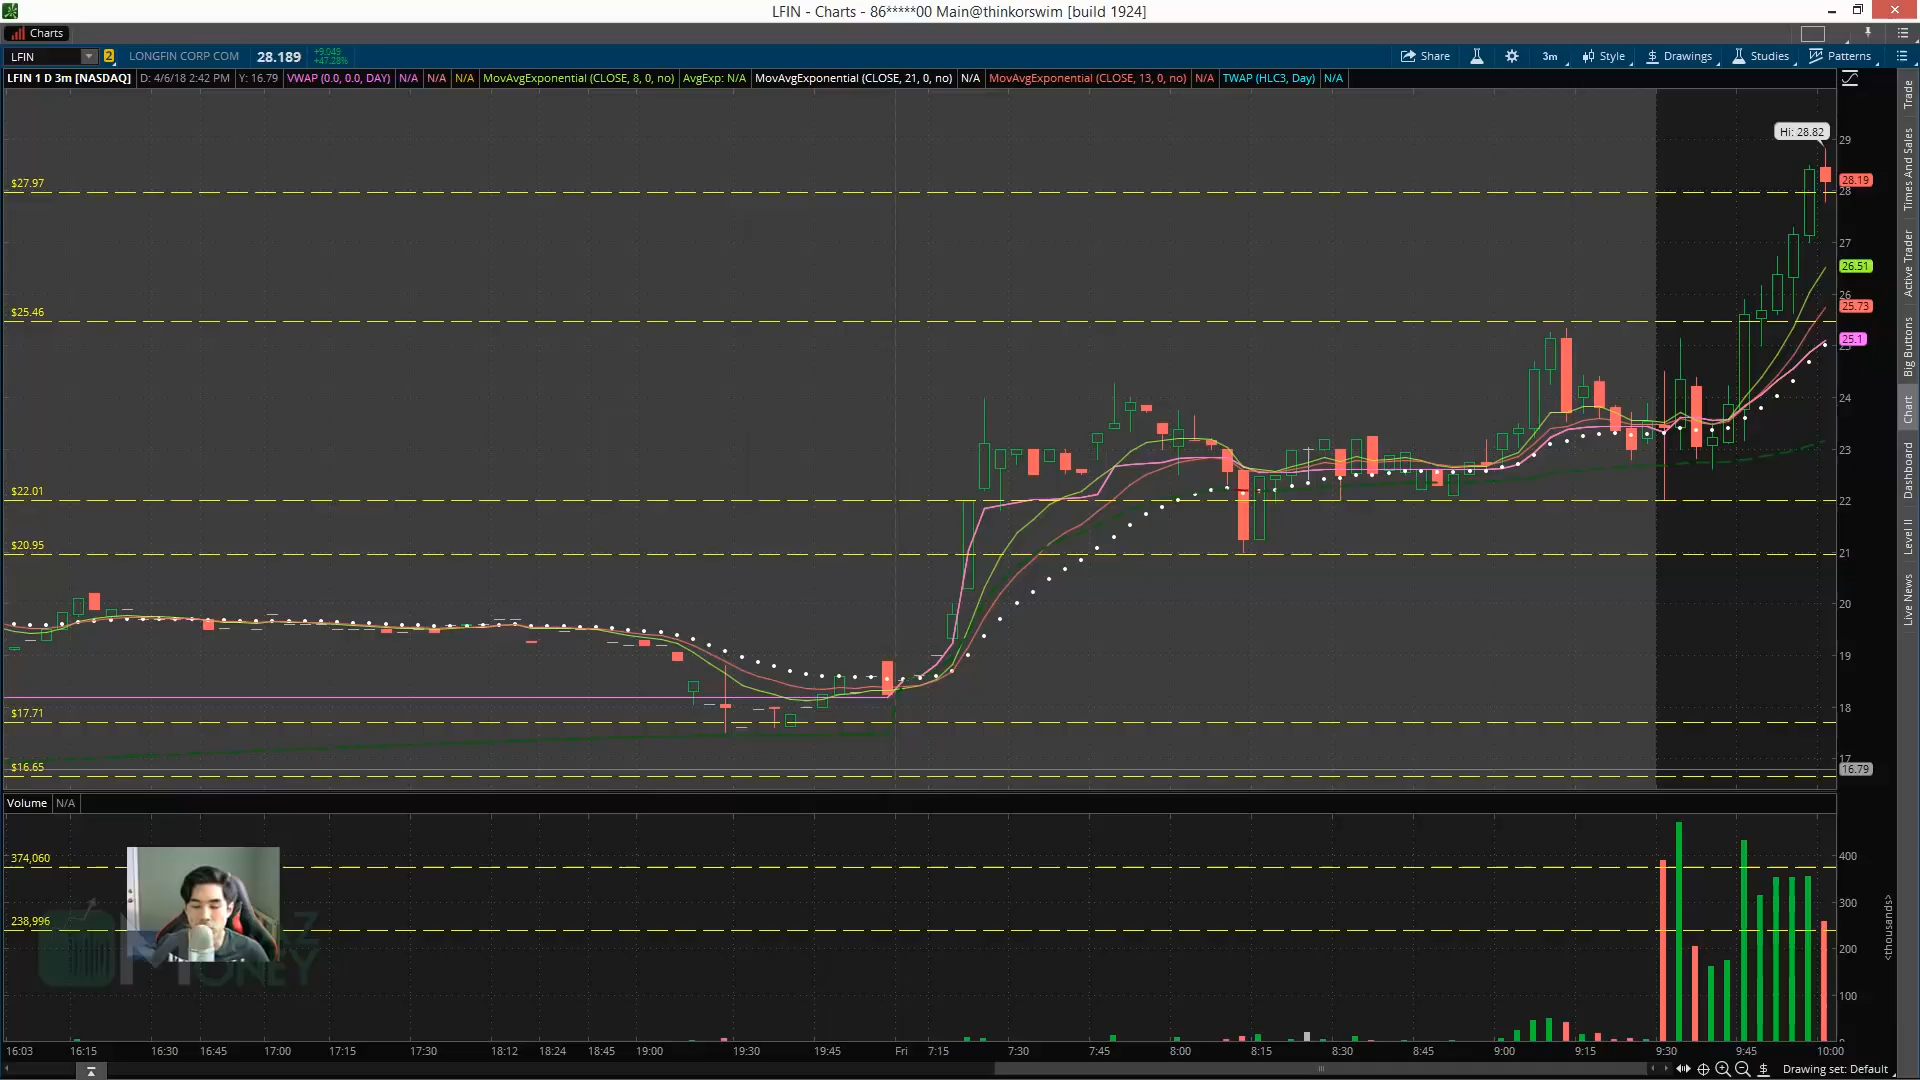 LFIN - Charts - 86*****00 Main@thinkorswim [build 1924]
Charts
LFIN 2 LONGFIN CORP COM 28.189 +9.049 +47.28% Share 3m Style Drawings Studies Patterns
LFIN 1 D 3m [NASDAQ] D: 4/6/18 2:42 PM Y: 16.79 VWAP (0.0, 0.0, DAY) N/A N/A N/A MovAvgExponential (CLOSE, 8, 0, no) AvgExp: N/A MovAvgExponential (CLOSE, 21, 0, no) N/A MovAvgExponential (CLOSE, 13, 0, no) N/A TWAP (HLC3, Day) N/A
Hi: 28.82
29
$27.97
28.19
28
27
26.51
26
25.73
$25.46
25.1
24
23
$22.01
22
$20.95
21
20
19
18
$17.71
17
$16.65
16.79
Trade
Times And Sales
Active Trader
Big Buttons
Chart
Dashboard
Level II
Live News
Volume N/A
374,060
400
300
238,996
200
100
<thousands>
MONEY
16:03 16:15 16:30 16:45 17:00 17:15 17:30 18:12 18:24 18:45 19:00 19:30 19:45 Fri 7:15 7:30 7:45 8:00 8:15 8:30 8:45 9:00 9:15 9:30 9:45 10:00
Drawing set: Default